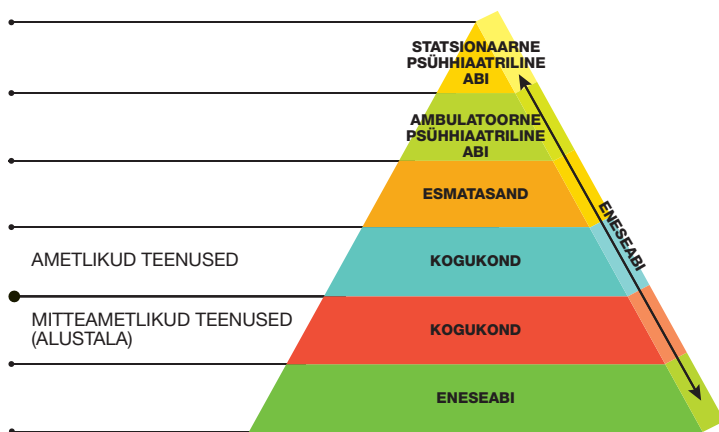 STATSIONAARNE
PSÜHHIAATRILINE
ABI
AMBULATOORNE
PSÜHHIAATRILINE
ABI
ESMATASAND
ENESEABI
AMETLIKUD TEENUSED
KOGUKOND
MITTEAMETLIKUD TEENUSED
(ALUSTALA)
KOGUKOND
ENESEABI